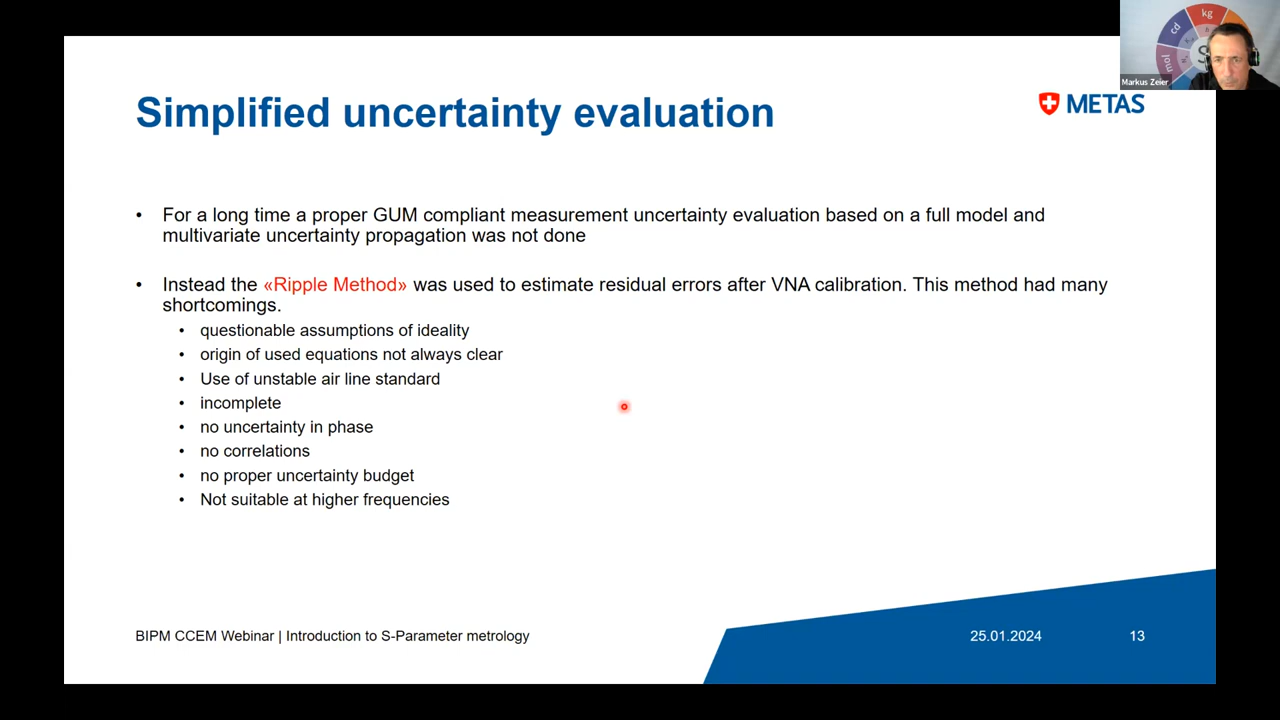 kg
cd
mol
Markus Zeier
METAS
Simplified uncertainty evaluation
• For a long time a proper GUM compliant measurement uncertainty evaluation based on a full model and
multivariate uncertainty propagation was not done
• Instead the «Ripple Method» was used to estimate residual errors after VNA calibration. This method had many
shortcomings.
• questionable assumptions of ideality
• origin of used equations not always clear
• Use of unstable air line standard
• incomplete
• no uncertainty in phase
• no correlations
• no proper uncertainty budget
• Not suitable at higher frequencies
BIPM CCEM Webinar | Introduction to S-Parameter metrology
25.01.2024
13